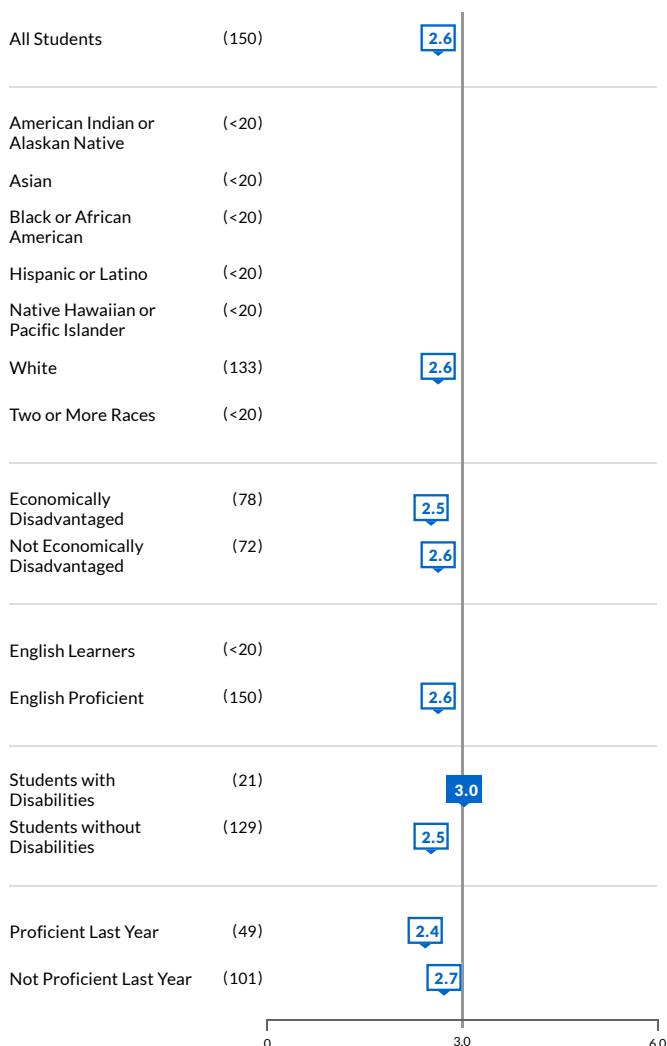 All Students (150) 2.6
American Indian or (<20)
Alaskan Native
Asian (<20)
Black or African (<20)
American
Hispanic or Latino (<20)
Native Hawaiian or (<20)
Pacific Islander
White (133) 2.6
Two or More Races (<20)
Economically (78) 2.5
Disadvantaged
Not Economically (72) 2.6
Disadvantaged
English Learners (<20)
English Proficient (150) 2.6
Students with (21) 3.0
Disabilities
Students without (129) 2.5
Disabilities
Proficient Last Year (49) 2.4
Not Proficient Last Year (101) 2.7
0 3.0 6.0